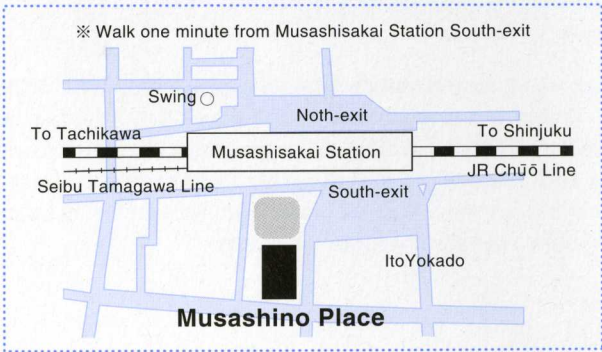 ※ Walk one minute from Musashisakai Station South-exit
Swing
Noth-exit
To Tachikawa
To Shinjuku
Musashisakai Station
JR Chūō Line
Seibu Tamagawa Line
South-exit
ItoYokado
Musashino Place